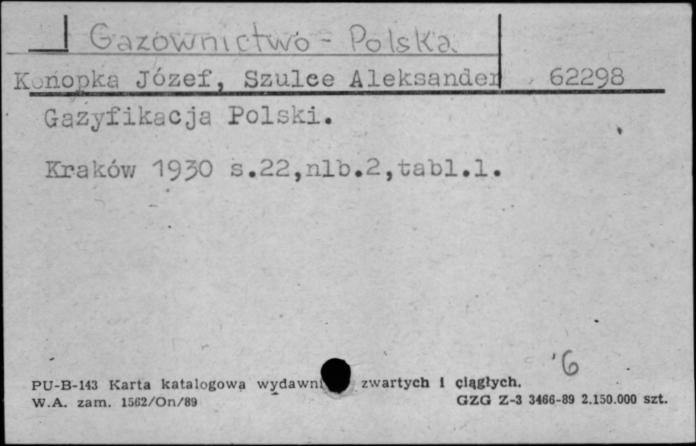 Gazownictwo - Polska
Konopka Józef, Szulce Aleksander 62298
Gazyfikacja Polski.
Kraków 1930 s.22,nlb.2,tabl.1.
6
PU-B-143 Karta katalogowa wydawni zwartych i ciągłych.
W.A. zam. 1562/On/89 GZG Z-3 3466-89 2.150.000 szt.